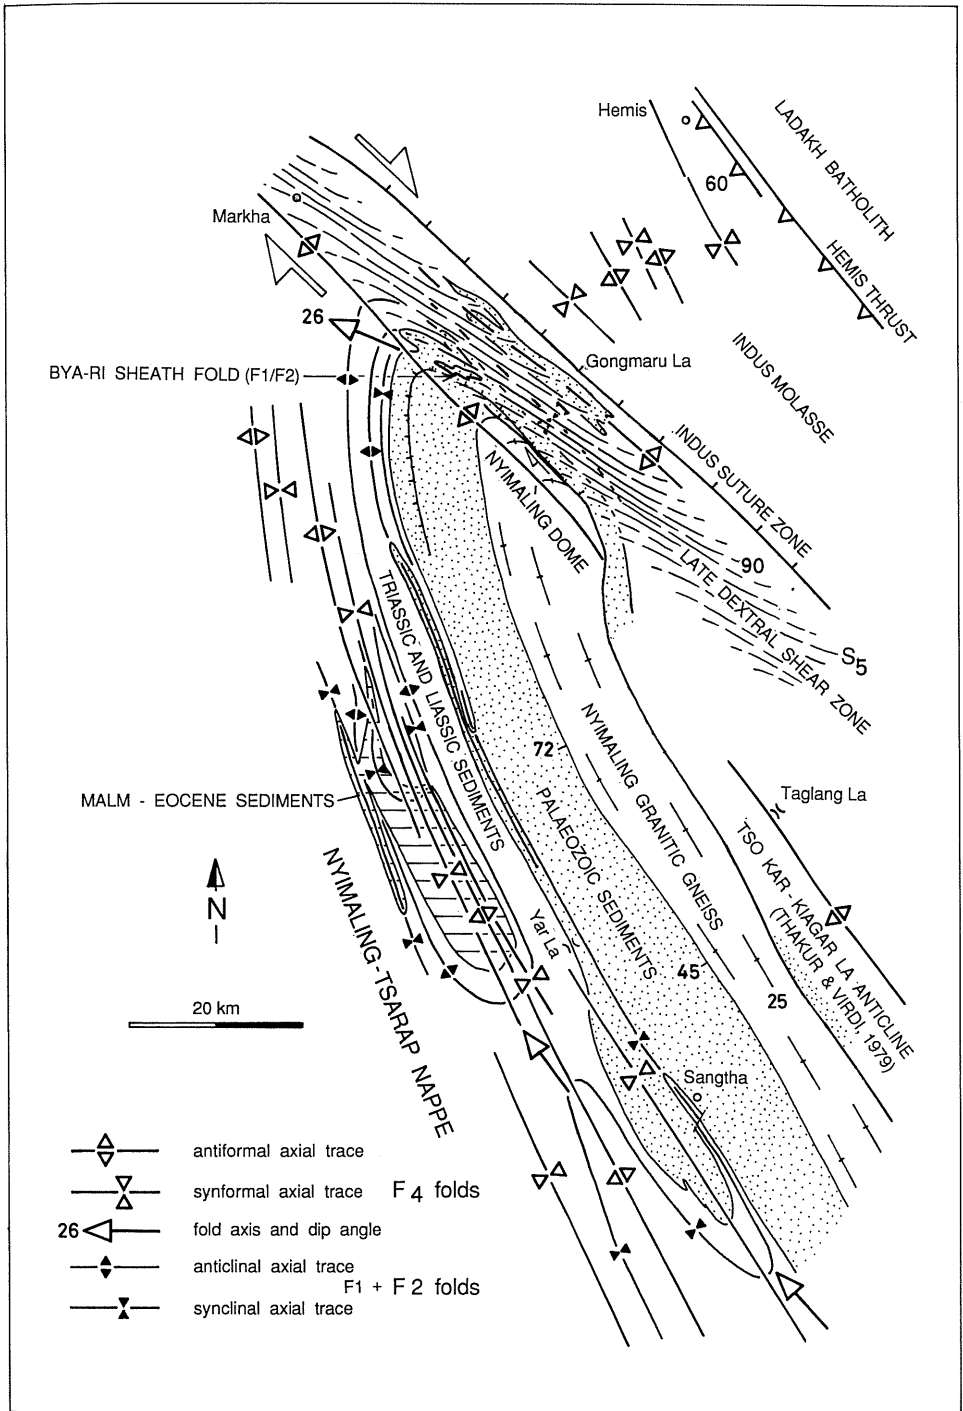 Hemis
LADAKH BATHOLITH
60
HEMIS THRUST
Markha
26
INDUS MOLASSE
Gongmaru La
BYA-RI SHEATH FOLD (F1/F2)
INDUS SUTURE ZONE
NYIMALING DOME
90
LATE DEXTRAL SHEAR ZONE
S5
TRIASSIC AND LIASSIC SEDIMENTS
72
NYIMALING GRANITIC GNEISS
Taglang La
MALM - EOCENE SEDIMENTS
PALAEOZOIC SEDIMENTS
TSO KAR-KIAGAR LA ANTICLINE
(THAKUR & VIRDI, 1979)
N
NYIMALING-TSARAP NAPPE
Yar La
45
25
20 km
Sangtha
antiformal axial trace
synformal axial trace F4 folds
26 fold axis and dip angle
anticlinal axial trace
F1 + F2 folds
synclinal axial trace